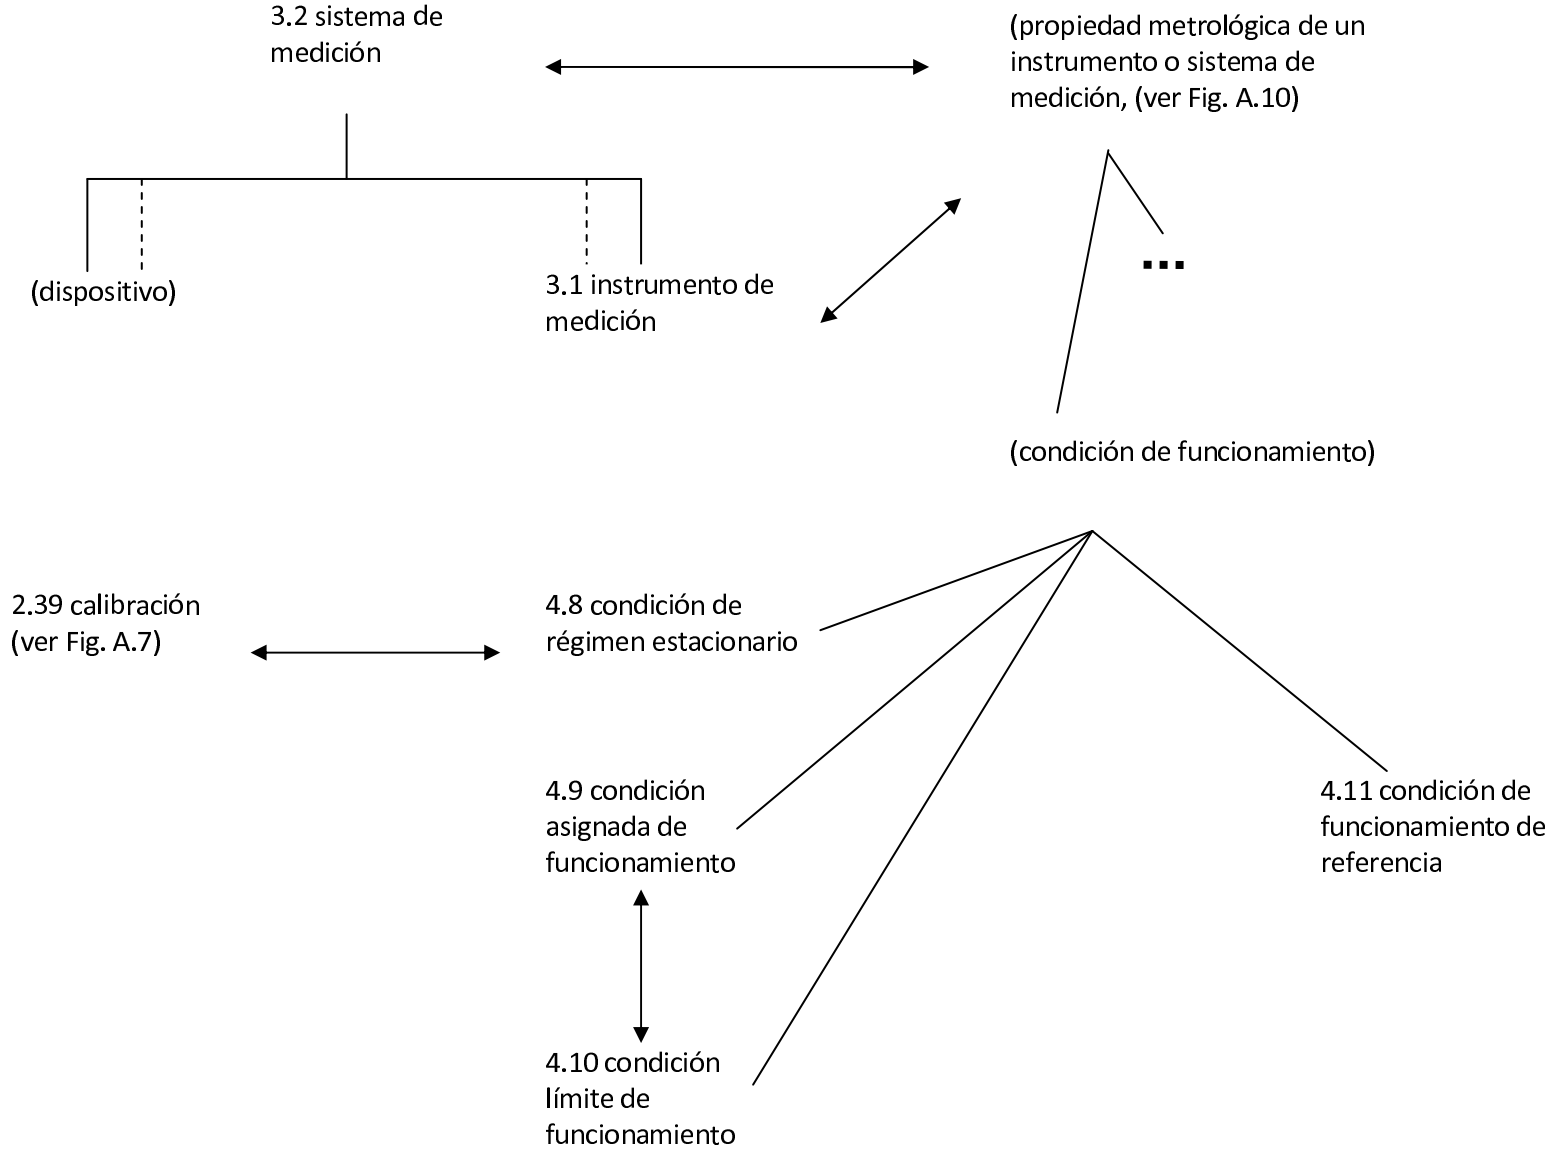 3.2 sistema de
medición
(propiedad metrológica de un
instrumento o sistema de
medición, (ver Fig. A.10)
(dispositivo)
3.1 instrumento de
medición
...
(condición de funcionamiento)
2.39 calibración
(ver Fig. A.7)
4.8 condición de
régimen estacionario
4.9 condición
asignada de
funcionamiento
4.11 condición de
funcionamiento de
referencia
4.10 condición
límite de
funcionamiento